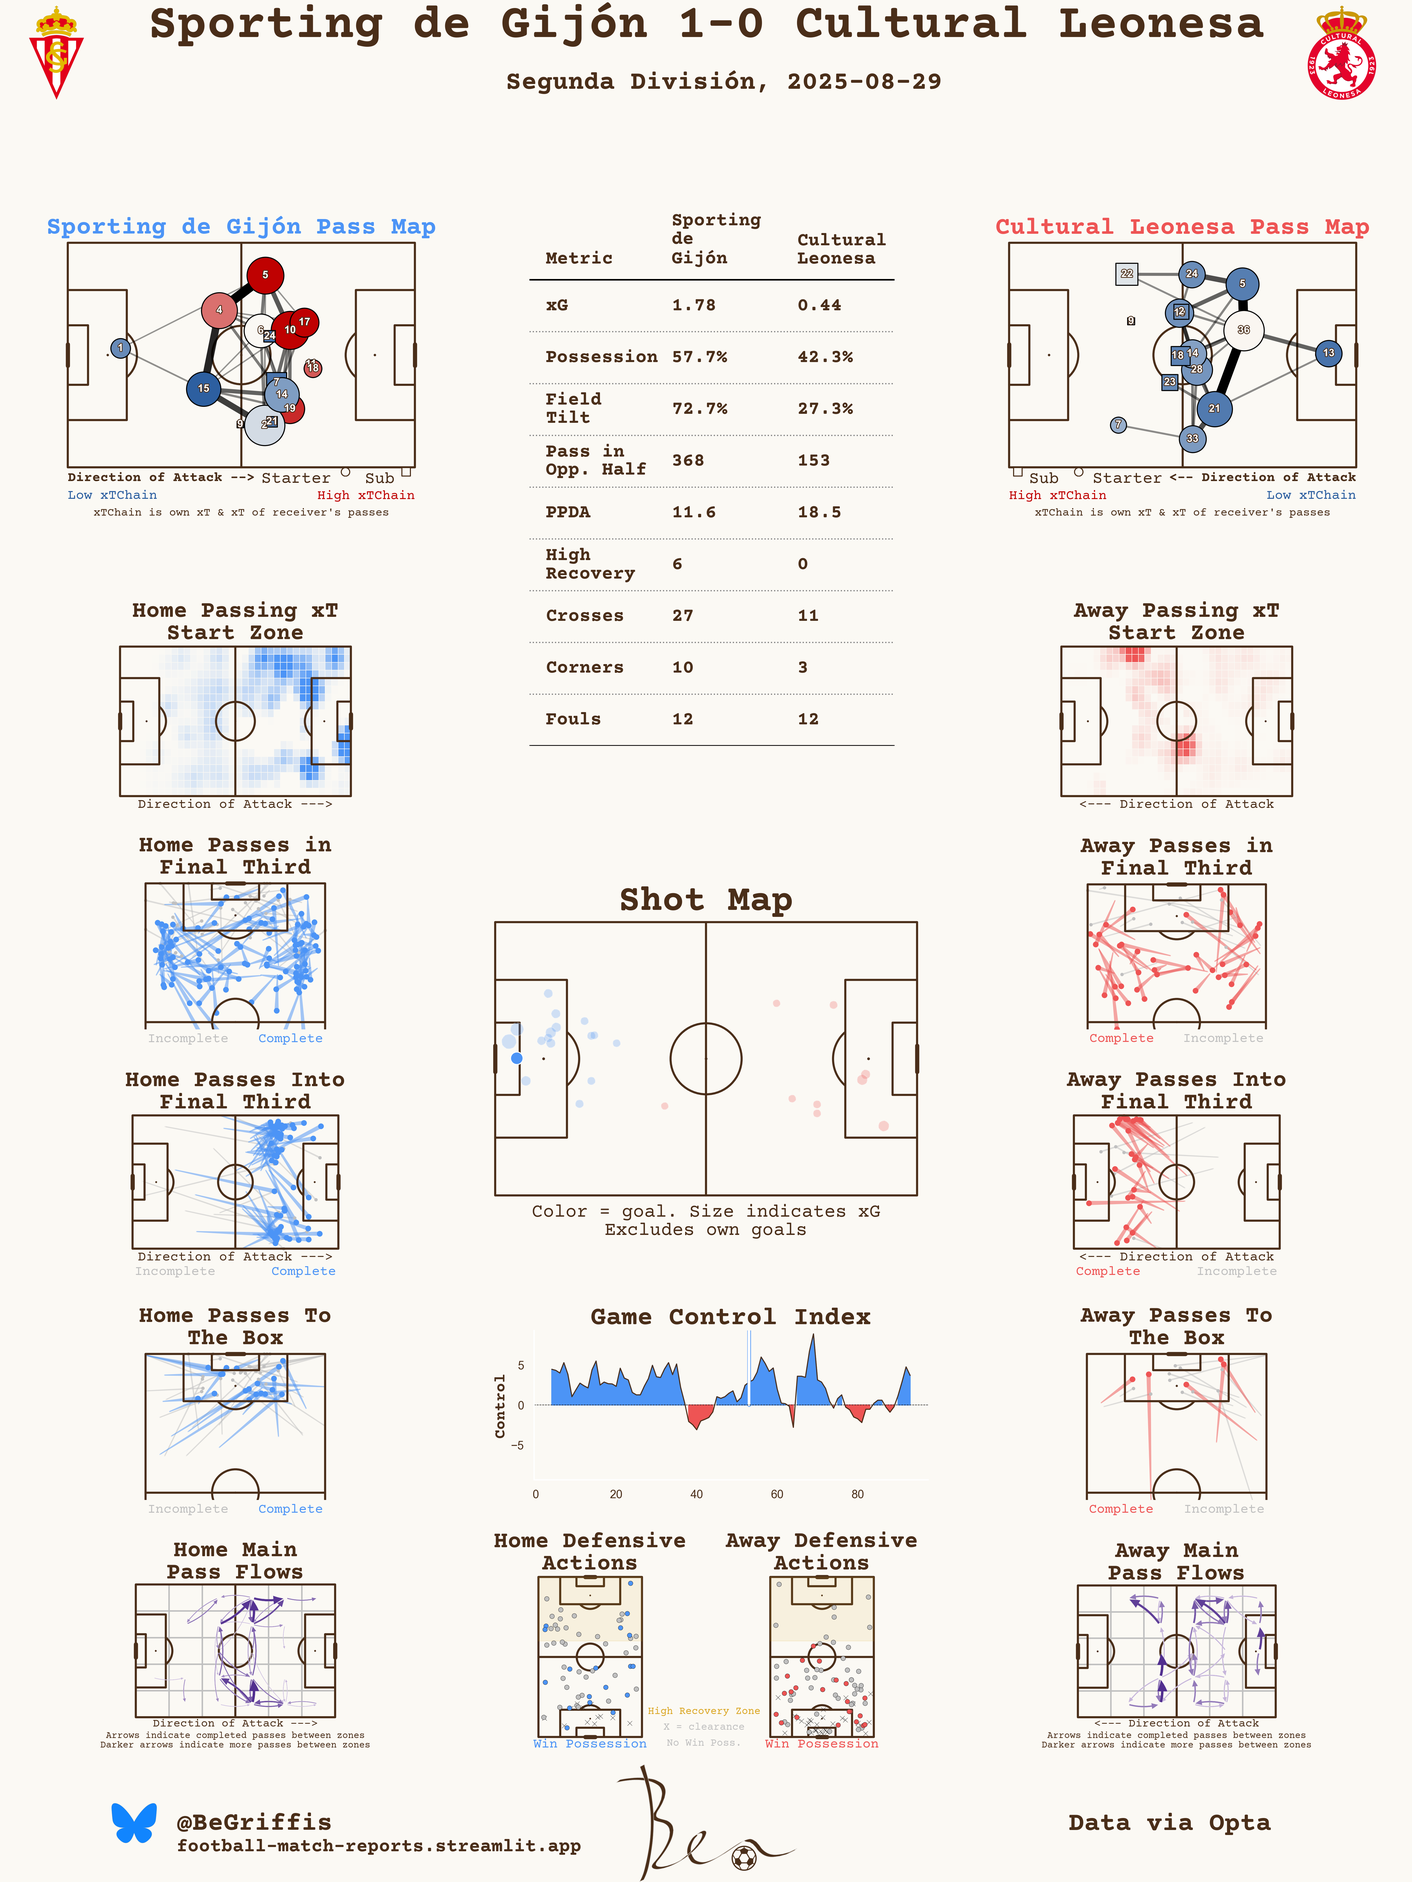 Sporting de Gijón 1-0 Cultural Leonesa
Segunda División, 2025-08-29
CULTURAL
1923
1923
LEONESA
Sporting de Gijón Pass Map
5
4
17
6
10
24
1
11
18
7
15
14
19
9
2
21
Direction of Attack --> Starter Sub
Low xTChain High xTChain
xTChain is own xT & xT of receiver's passes
Metric Sporting de Gijón Cultural Leonesa
xG 1.78 0.44
Possession 57.7% 42.3%
Field Tilt 72.7% 27.3%
Pass in Opp. Half 368 153
PPDA 11.6 18.5
High Recovery 6 0
Crosses 27 11
Corners 10 3
Fouls 12 12
Cultural Leonesa Pass Map
22
24
5
9
12
36
18
14
13
28
23
21
7
33
Sub Starter <-- Direction of Attack
High xTChain Low xTChain
xTChain is own xT & xT of receiver's passes
Home Passing xT
Start Zone
Direction of Attack --->
Away Passing xT
Start Zone
<--- Direction of Attack
Home Passes in
Final Third
Incomplete Complete
Away Passes in
Final Third
Complete Incomplete
Shot Map
Color = goal. Size indicates xG
Excludes own goals
Home Passes Into
Final Third
Direction of Attack --->
Incomplete Complete
Away Passes Into
Final Third
<--- Direction of Attack
Complete Incomplete
Home Passes To
The Box
Incomplete Complete
Game Control Index
Control
5
0
−5
0 20 40 60 80
Away Passes To
The Box
Complete Incomplete
Home Main
Pass Flows
Direction of Attack --->
Arrows indicate completed passes between zones
Darker arrows indicate more passes between zones
Home Defensive
Actions
Win Possession
High Recovery Zone
X = clearance
No Win Poss.
Away Defensive
Actions
Win Possession
Away Main
Pass Flows
<--- Direction of Attack
Arrows indicate completed passes between zones
Darker arrows indicate more passes between zones
@BeGriffis
football-match-reports.streamlit.app
Ben
Data via Opta